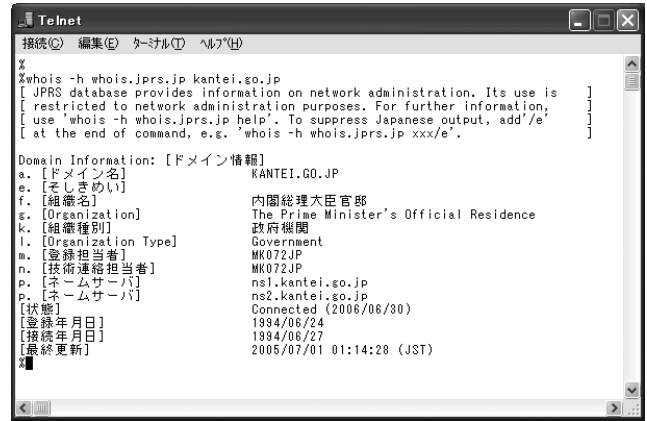 Telnet
接続(C) 編集(E) ターミナル(T) ヘルプ(H)
%
%whois -h whois.jprs.jp kantei.go.jp
[ JPRS database provides information on network administration. Its use is ]
[ restricted to network administration purposes. For further information, ]
[ use 'whois -h whois.jprs.jp help'. To suppress Japanese output, add'/e' ]
[ at the end of command, e.g. 'whois -h whois.jprs.jp xxx/e'. ]
Domain Information: [ドメイン情報]
a. [ドメイン名] KANTEI.GO.JP
e. [そしきめい]
f. [組織名] 内閣総理大臣官邸
g. [Organization] The Prime Minister's Official Residence
k. [組織種別] 政府機関
l. [Organization Type] Government
m. [登録担当者] MK072JP
n. [技術連絡担当者] MK072JP
p. [ネームサーバ] ns1.kantei.go.jp
p. [ネームサーバ] ns2.kantei.go.jp
[状態] Connected (2006/06/30)
[登録年月日] 1994/06/24
[接続年月日] 1994/06/27
[最終更新] 2005/07/01 01:14:28 (JST)
%